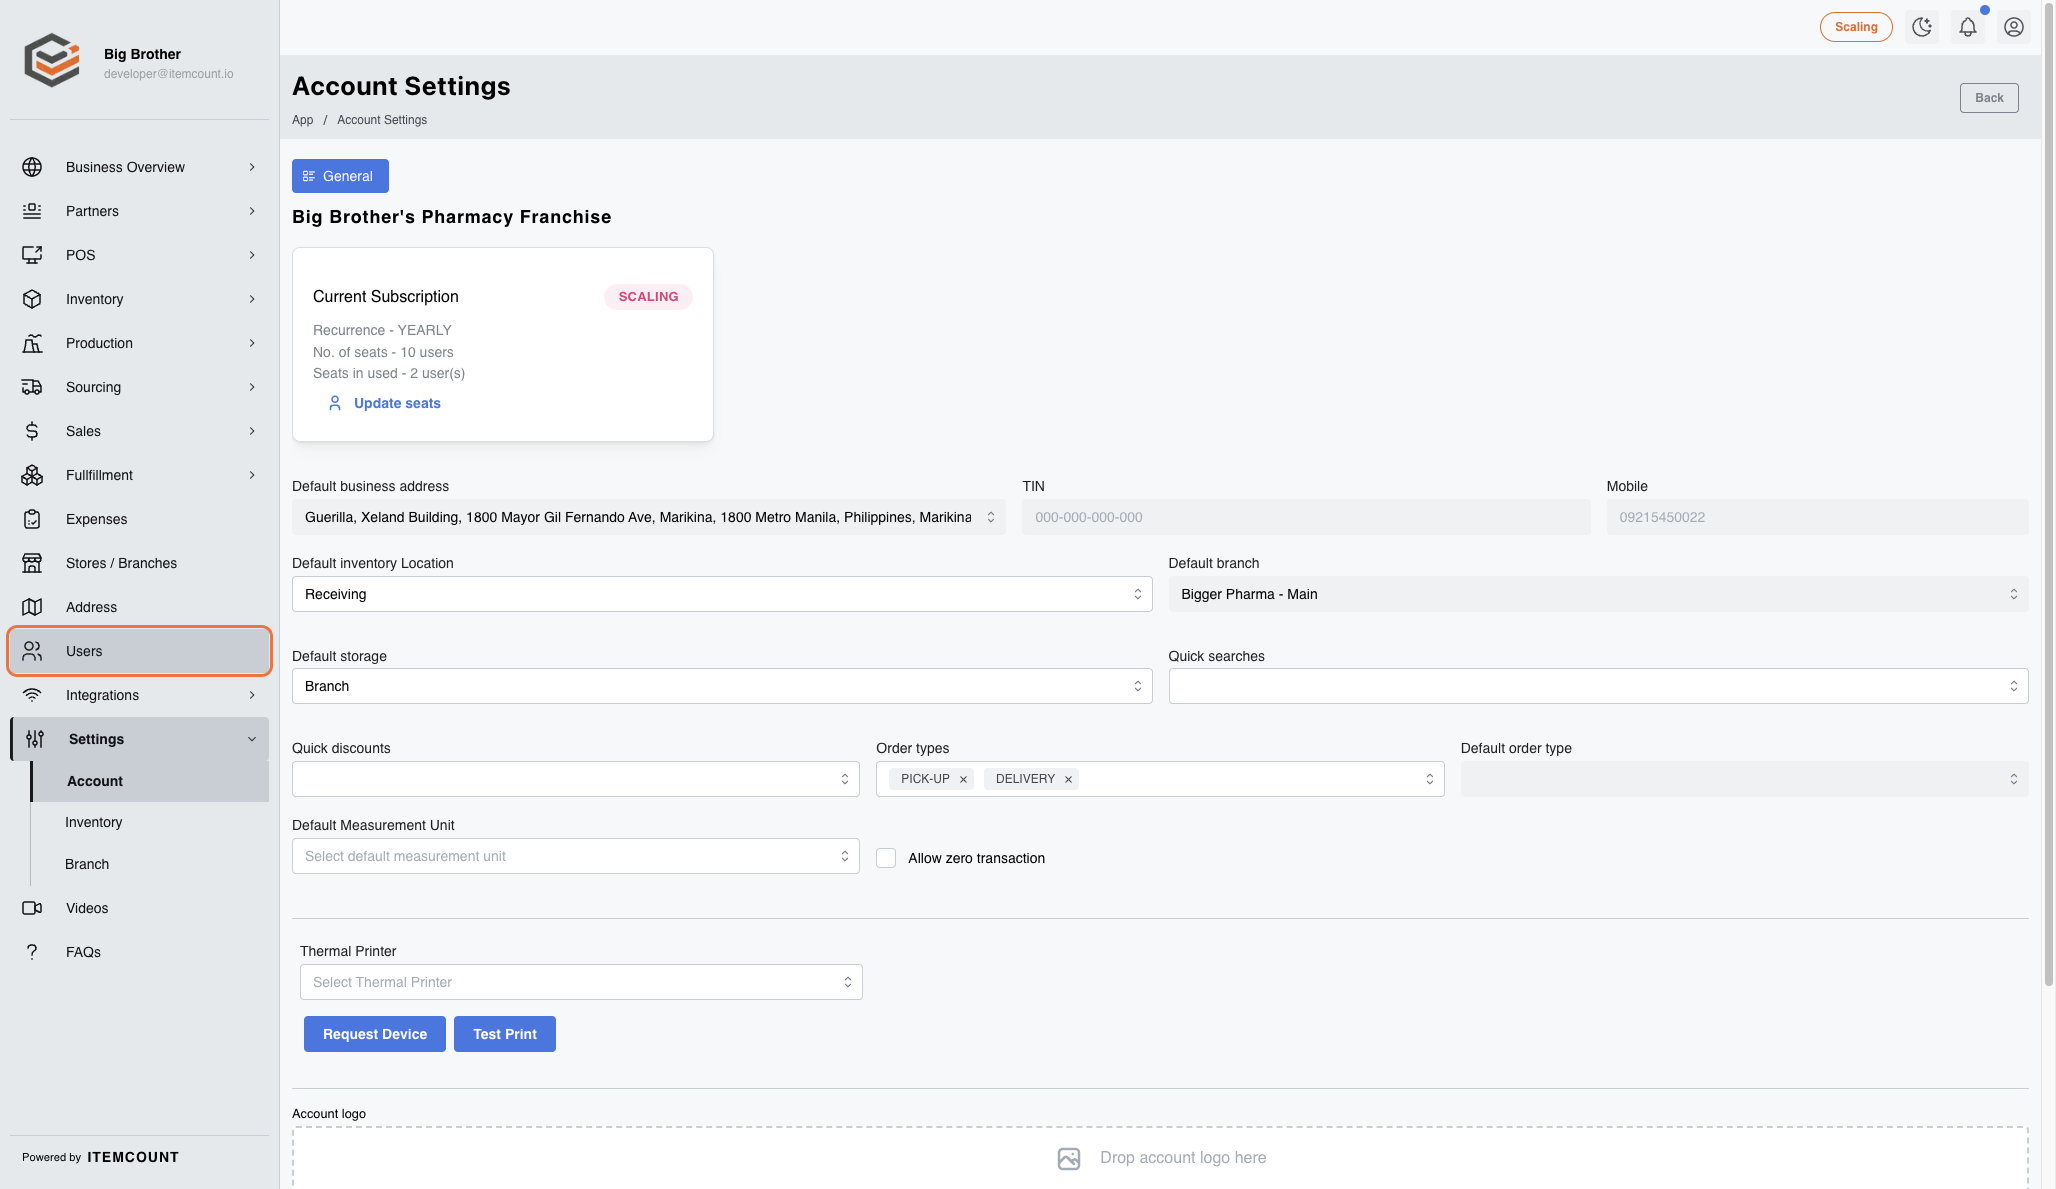 Big Brother
developer@itemcount.io
Business Overview
Partners
POS
Inventory
Production
Sourcing
Sales
Fullfillment
Expenses
Stores / Branches
Address
Users
Integrations
Settings
Account
Inventory
Branch
Videos
FAQs
Powered by ITEMCOUNT
Scaling
Account Settings
App / Account Settings
Back
General
Big Brother's Pharmacy Franchise
Current Subscription SCALING
Recurrence - YEARLY
No. of seats - 10 users
Seats in used - 2 user(s)
Update seats
Default business address TIN Mobile
Guerilla, Xeland Building, 1800 Mayor Gil Fernando Ave, Marikina, 1800 Metro Manila, Philippines, Marikina 000-000-000-000 09215450022
Default inventory Location Default branch
Receiving Bigger Pharma - Main
Default storage Quick searches
Branch
Quick discounts Order types Default order type
PICK-UP × DELIVERY ×
Default Measurement Unit
Select default measurement unit Allow zero transaction
Thermal Printer
Select Thermal Printer
Request Device Test Print
Account logo
Drop account logo here